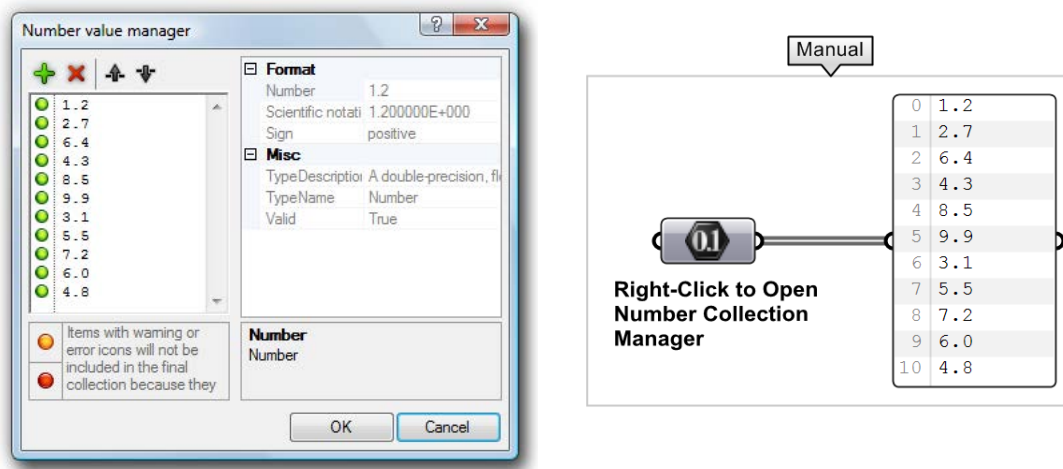 Number value manager
1.2
2.7
6.4
4.3
8.5
9.9
3.1
5.5
7.2
6.0
4.8
Format
Number 1.2
Scientific notati 1.200000E+000
Sign positive
Misc
TypeDescription A double-precision, flo
TypeName Number
Valid True
Items with warning or
error icons will not be
included in the final
collection because they
Number
Number
OK Cancel
Manual
0.1
Right-Click to Open
Number Collection
Manager
0 1.2
1 2.7
2 6.4
3 4.3
4 8.5
5 9.9
6 3.1
7 5.5
8 7.2
9 6.0
10 4.8